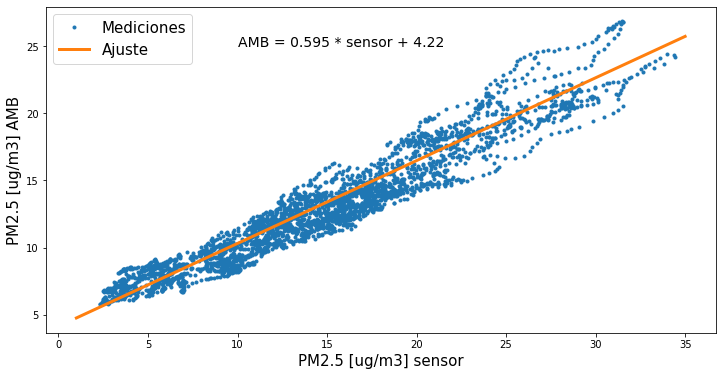 Mediciones
Ajuste
AMB = 0.595 * sensor + 4.22
PM2.5 [ug/m3] AMB
25
20
15
10
5
0 5 10 15 20 25 30 35
PM2.5 [ug/m3] sensor